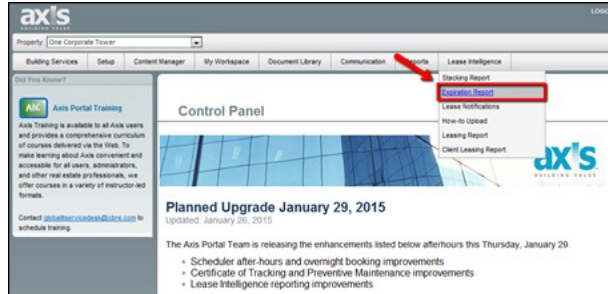 axis
BUILDING VALUE
LOGO
Property: One Corporate Tower
Building Services Setup Content Manager My Workspace Document Library Communication Reports Lease Intelligence
Did You Know?
Stacking Report
Expiration Report
Lease Notifications
How-to Upload
Leasing Report
Client Leasing Report
ABC
Axis Portal Training
Axis Training is available to all Axis users
and provides a comprehensive curriculum
of courses delivered via the Web. To
make learning about Axis convenient and
accessible for all users, administrators,
and other real estate professionals, we
offer courses in a variety of instructor-led
formats.
Contact globalitservicedesk@cbre.com to
schedule training.
Control Panel
axis
BUILDING VALUE
Planned Upgrade January 29, 2015
Updated: January 26, 2015
The Axis Portal Team is releasing the enhancements listed below afterhours this Thursday, January 29.
Scheduler after-hours and overnight booking improvements
Certificate of Tracking and Preventive Maintenance improvements
Lease Intelligence reporting improvements